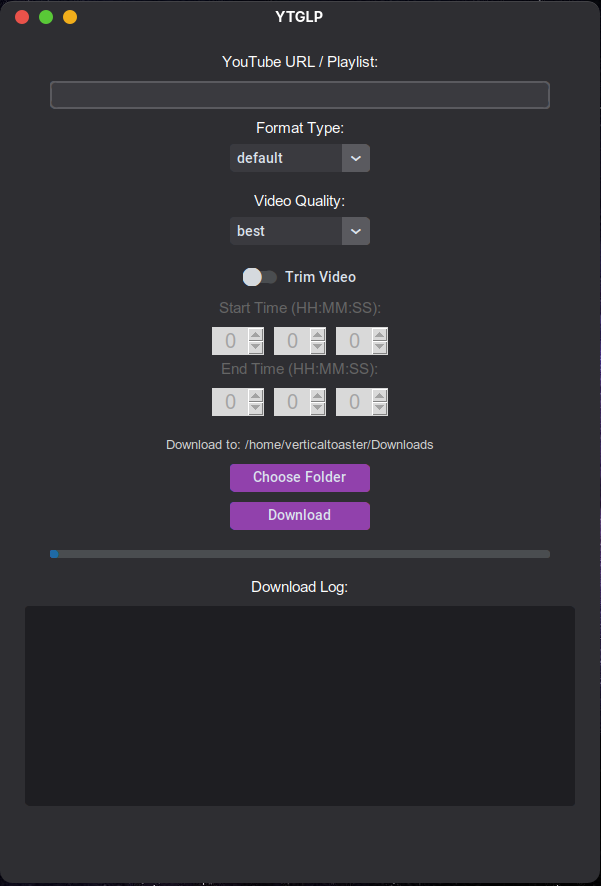 YTGLP
YouTube URL / Playlist:
Format Type:
default
Video Quality:
best
Trim Video
Start Time (HH:MM:SS):
0 0 0
End Time (HH:MM:SS):
0 0 0
Download to: /home/verticaltoaster/Downloads
Choose Folder
Download
Download Log: